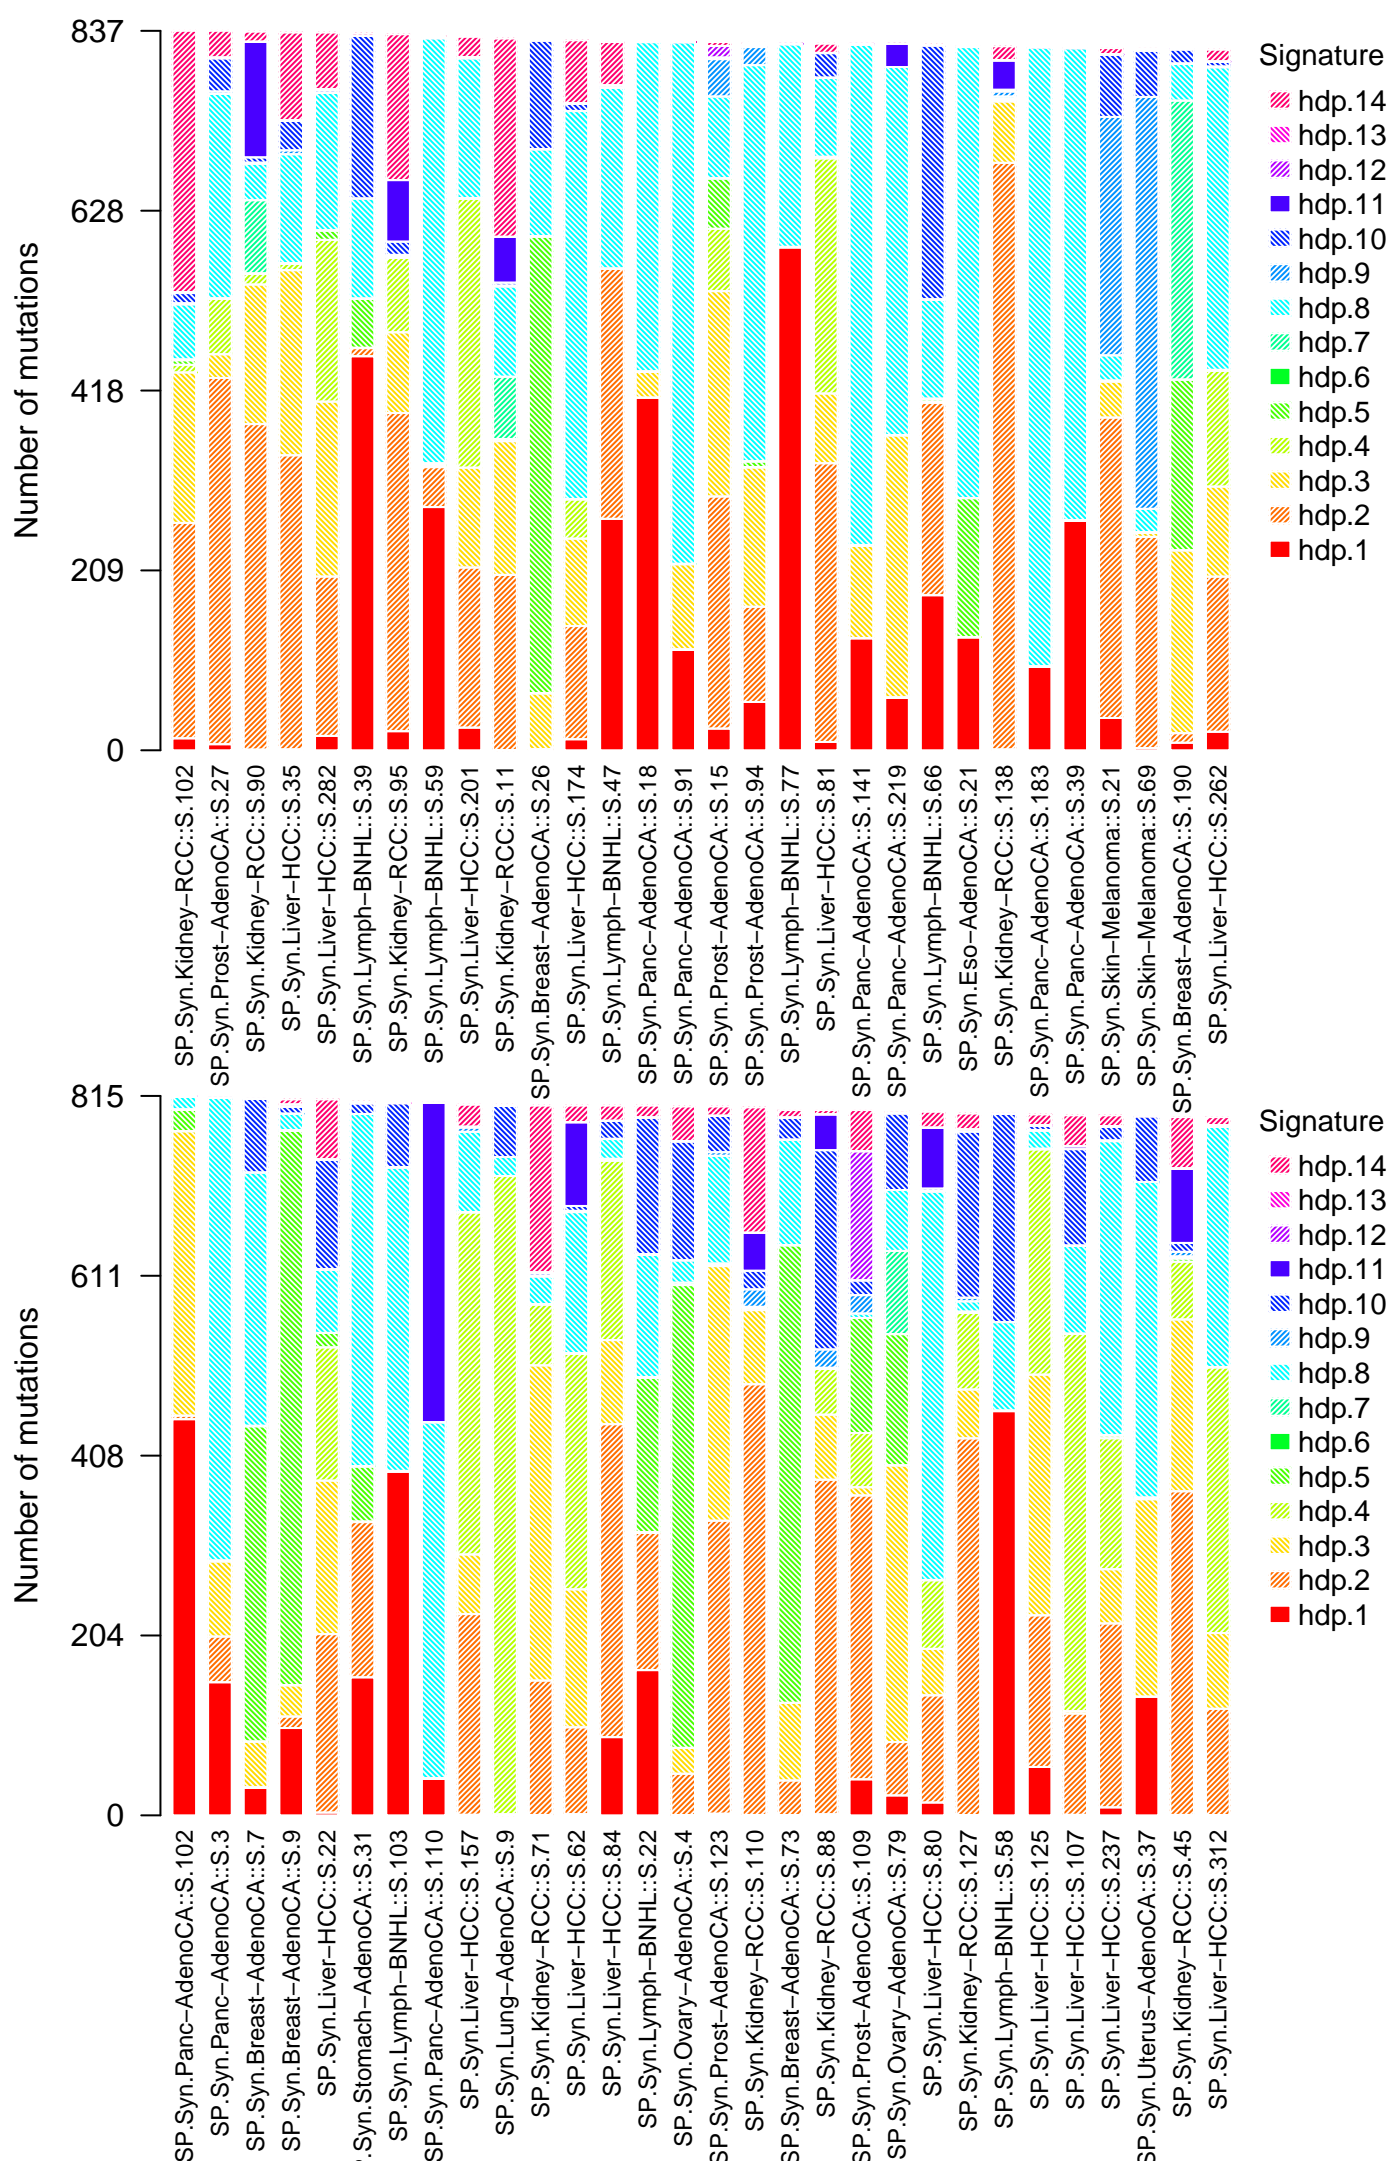 837
628
418
209
0
Number of mutations
Signature
hdp.14
hdp.13
hdp.12
hdp.11
hdp.10
hdp.9
hdp.8
hdp.7
hdp.6
hdp.5
hdp.4
hdp.3
hdp.2
hdp.1
SP.Syn.Kidney−RCC::S.102
SP.Syn.Prost−AdenoCA::S.27
SP.Syn.Kidney−RCC::S.90
SP.Syn.Liver−HCC::S.35
SP.Syn.Liver−HCC::S.282
SP.Syn.Lymph−BNHL::S.39
SP.Syn.Kidney−RCC::S.95
SP.Syn.Lymph−BNHL::S.59
SP.Syn.Liver−HCC::S.201
SP.Syn.Kidney−RCC::S.11
SP.Syn.Breast−AdenoCA::S.26
SP.Syn.Liver−HCC::S.174
SP.Syn.Lymph−BNHL::S.47
SP.Syn.Panc−AdenoCA::S.18
SP.Syn.Panc−AdenoCA::S.91
SP.Syn.Prost−AdenoCA::S.15
SP.Syn.Prost−AdenoCA::S.94
SP.Syn.Lymph−BNHL::S.77
SP.Syn.Liver−HCC::S.81
SP.Syn.Panc−AdenoCA::S.141
SP.Syn.Panc−AdenoCA::S.219
SP.Syn.Lymph−BNHL::S.66
SP.Syn.Eso−AdenoCA::S.21
SP.Syn.Kidney−RCC::S.138
SP.Syn.Panc−AdenoCA::S.183
SP.Syn.Panc−AdenoCA::S.39
SP.Syn.Skin−Melanoma::S.21
SP.Syn.Skin−Melanoma::S.69
SP.Syn.Breast−AdenoCA::S.190
SP.Syn.Liver−HCC::S.262
815
611
408
204
0
Number of mutations
Signature
hdp.14
hdp.13
hdp.12
hdp.11
hdp.10
hdp.9
hdp.8
hdp.7
hdp.6
hdp.5
hdp.4
hdp.3
hdp.2
hdp.1
SP.Syn.Panc−AdenoCA::S.102
SP.Syn.Panc−AdenoCA::S.3
SP.Syn.Breast−AdenoCA::S.7
SP.Syn.Breast−AdenoCA::S.9
SP.Syn.Liver−HCC::S.22
.Syn.Stomach−AdenoCA::S.31
SP.Syn.Lymph−BNHL::S.103
SP.Syn.Panc−AdenoCA::S.110
SP.Syn.Liver−HCC::S.157
SP.Syn.Lung−AdenoCA::S.9
SP.Syn.Kidney−RCC::S.71
SP.Syn.Liver−HCC::S.62
SP.Syn.Liver−HCC::S.84
SP.Syn.Lymph−BNHL::S.22
SP.Syn.Ovary−AdenoCA::S.4
SP.Syn.Prost−AdenoCA::S.123
SP.Syn.Kidney−RCC::S.110
SP.Syn.Breast−AdenoCA::S.73
SP.Syn.Kidney−RCC::S.88
SP.Syn.Prost−AdenoCA::S.109
SP.Syn.Ovary−AdenoCA::S.79
SP.Syn.Liver−HCC::S.80
SP.Syn.Kidney−RCC::S.127
SP.Syn.Lymph−BNHL::S.58
SP.Syn.Liver−HCC::S.125
SP.Syn.Liver−HCC::S.107
SP.Syn.Liver−HCC::S.237
SP.Syn.Uterus−AdenoCA::S.37
SP.Syn.Kidney−RCC::S.45
SP.Syn.Liver−HCC::S.312